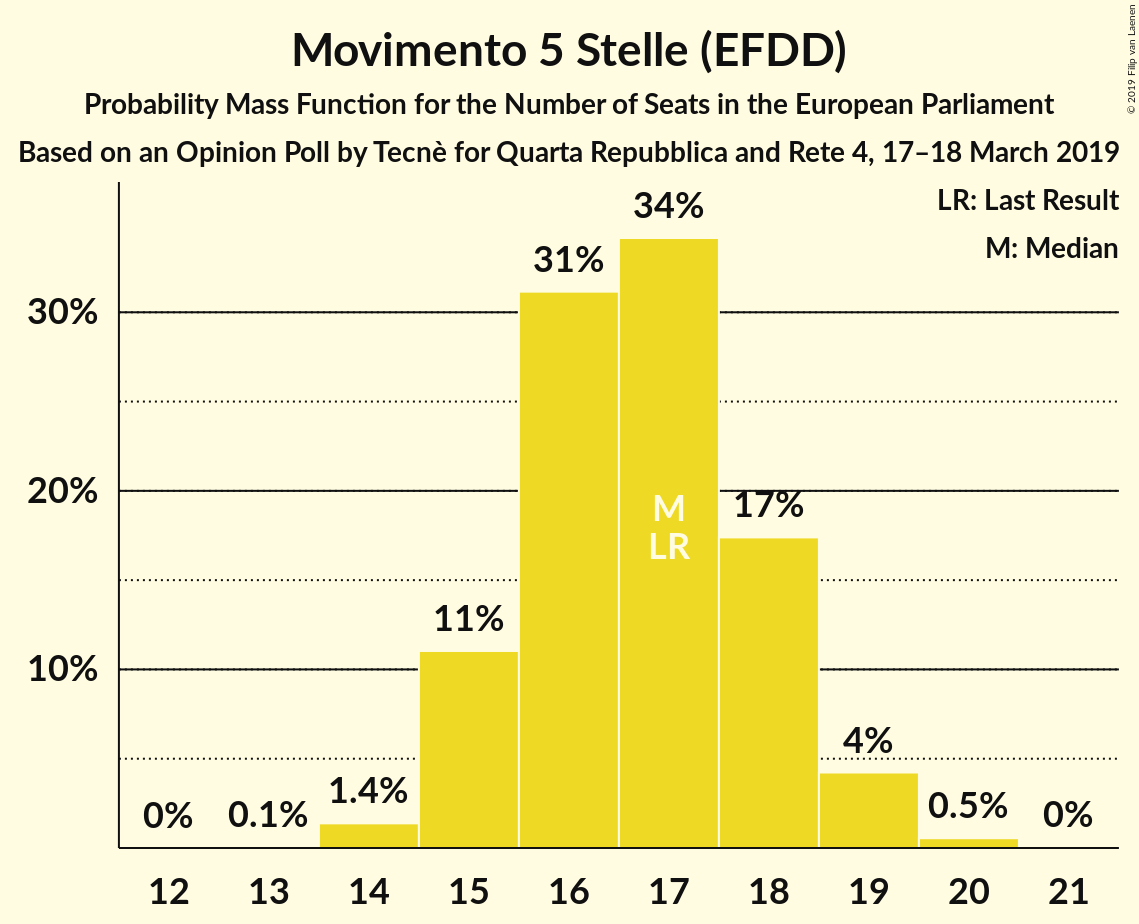 Movimento 5 Stelle (EFDD)
Probability Mass Function for the Number of Seats in the European Parliament
Based on an Opinion Poll by Tecnè for Quarta Repubblica and Rete 4, 17–18 March 2019
© 2019 Filip van Laenen
LR: Last Result
M: Median
34%
31%
30%
20%
17%
M
LR
11%
10%
4%
1.4%
0.5%
0%
0.1%
0%
12 13 14 15 16 17 18 19 20 21